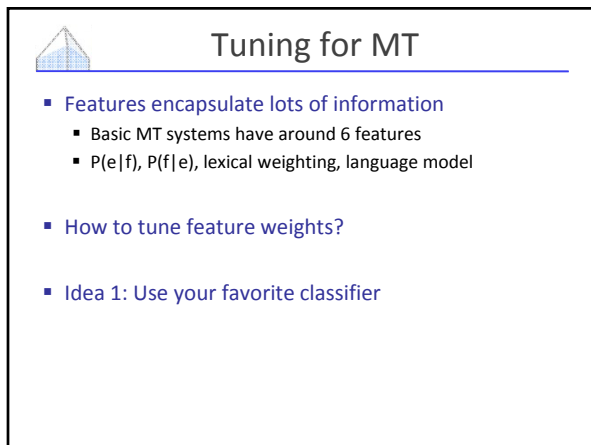 Tuning for MT
▪ Features encapsulate lots of information
▪ Basic MT systems have around 6 features
▪ P(e|f), P(f|e), lexical weighting, language model
▪ How to tune feature weights?
▪ Idea 1: Use your favorite classifier